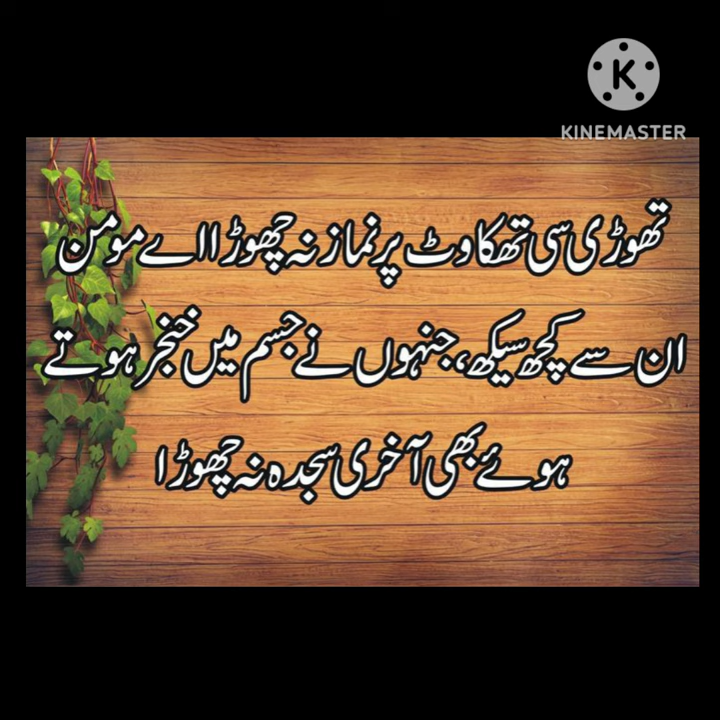 KINEMASTER
تھوڑی سی تھکاوٹ پر نماز نہ چھوڑ ااے مومن
ان سے کچھ سیکھ، جنہوں نے جسم میں خنجر ہوتے
ہوئے بھی آخری سجدہ نہ چھوڑا